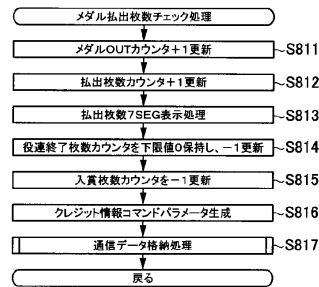 メダル払出枚数チェック処理
メダルOUTカウンタ+1更新 S811
払出枚数カウンタ+1更新 S812
払出枚数7SEG表示処理 S813
役連終了枚数カウンタを下限値0保持し、-1更新 S814
入賞枚数カウンタを-1更新 S815
クレジット情報コマンドパラメータ生成 S816
通信データ格納処理 S817
戻る